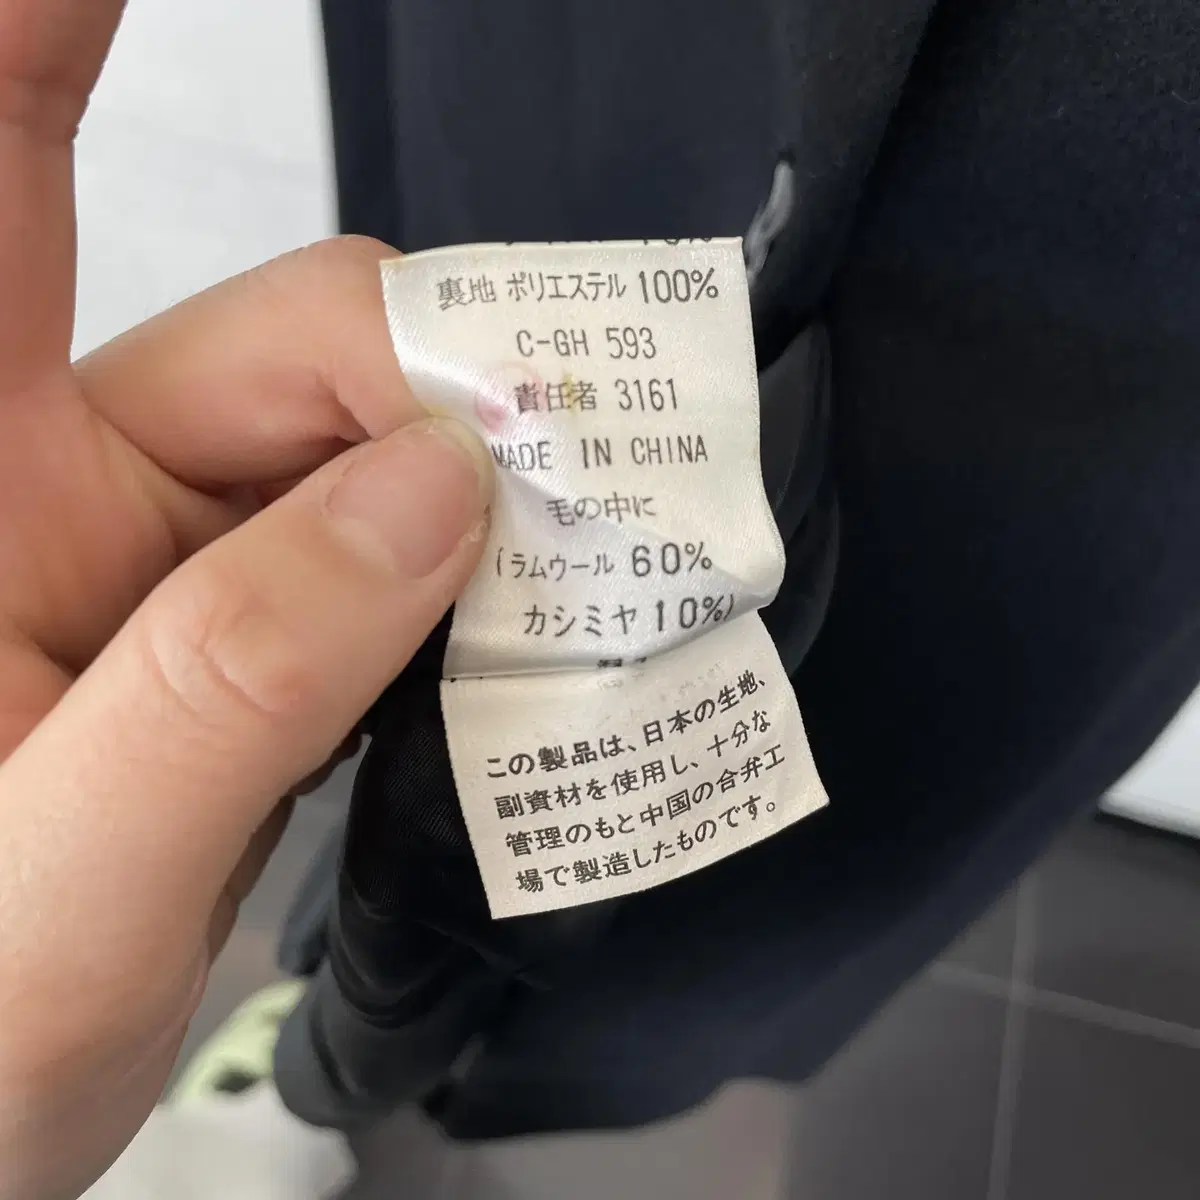 裏地 ポリエステル 100%
C-GH 593
責任者 3161
MADE IN CHINA
毛の中に
(ラムウール 60%
カシミヤ 10%)
この製品は、日本の生地、
副資材を使用し、十分な
管理のもと中国の合弁工
場で製造したものです。